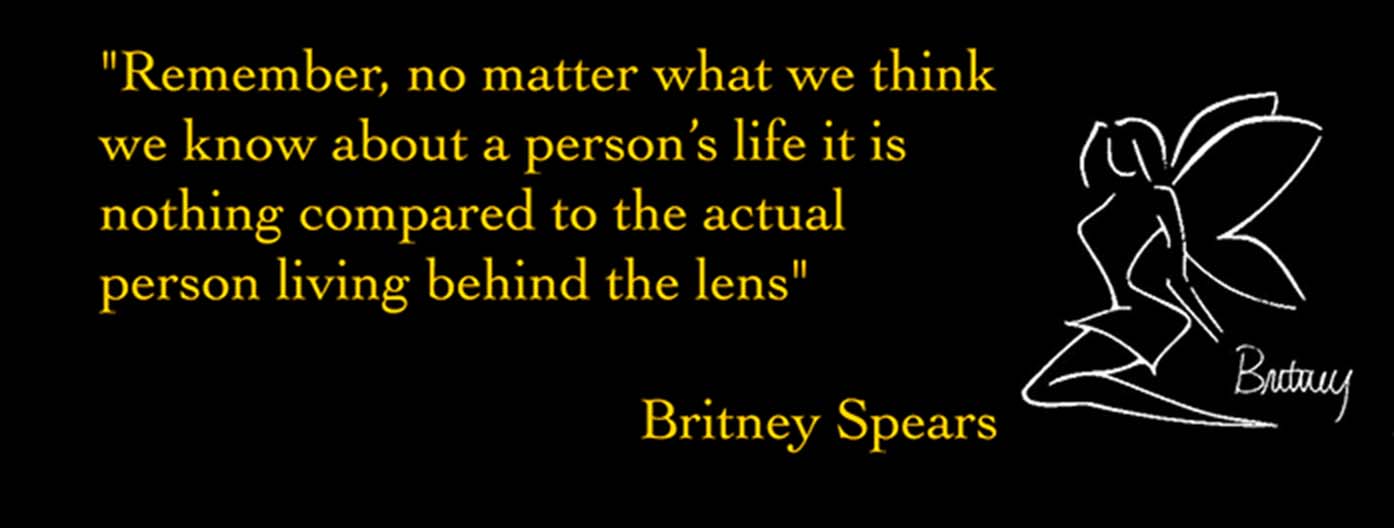 "Remember, no matter what we think
we know about a person’s life it is
nothing compared to the actual
person living behind the lens"
Britney Spears
Britney